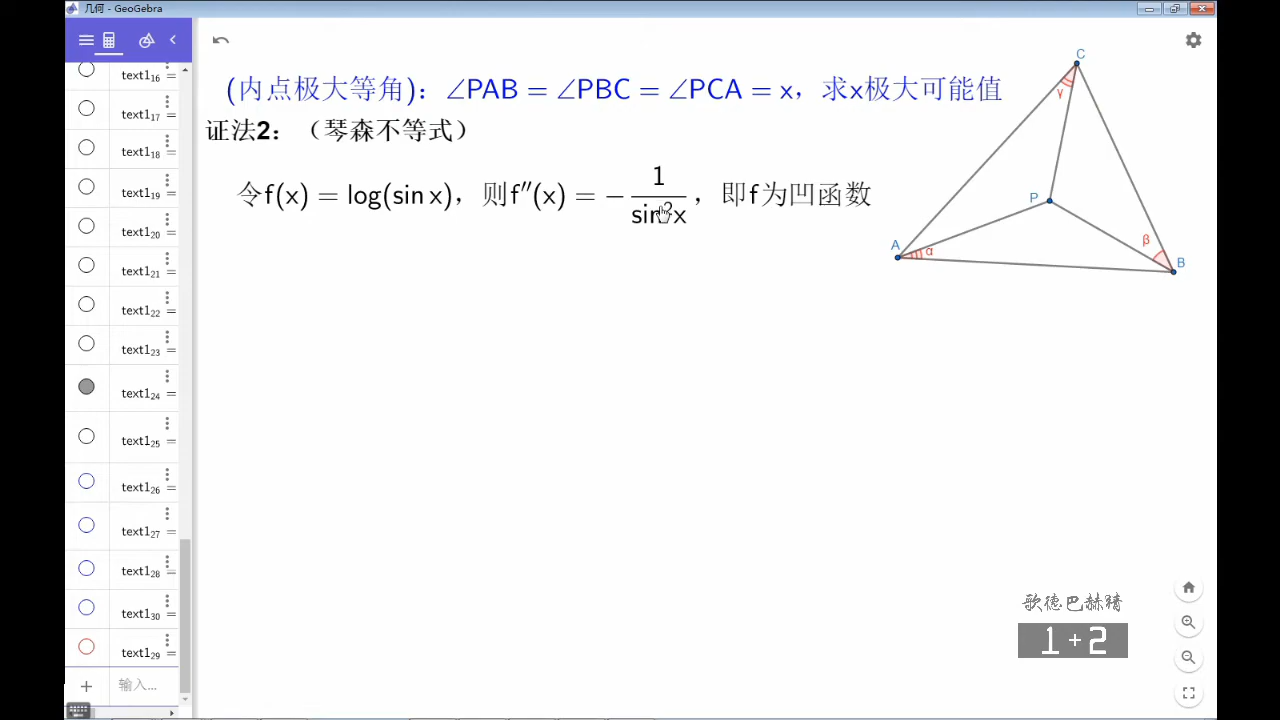 几何 - GeoGebra
text1₁₆ =
text1₁₇ =
text1₁₈ =
text1₁₉ =
text1₂₀ =
text1₂₁ =
text1₂₂ =
text1₂₃ =
text1₂₄ =
text1₂₅ =
text1₂₆ =
text1₂₇ =
text1₂₈ =
text1₃₀ =
text1₂₉ =
输入...
(内点极大等角)：∠PAB = ∠PBC = ∠PCA = x，求x极大可能值
证法2：（琴森不等式）
令f(x) = log(sin x)，则f″(x) = −1/sin²x，即f为凹函数
C
γ
P
A
α
β
B
歌德巴赫猜
1+2